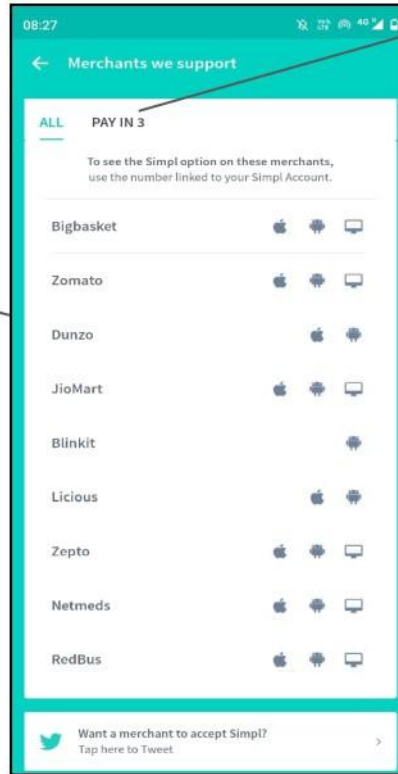 08:27
4G
Merchants we support
ALL PAY IN 3
To see the Simpl option on these merchants,
use the number linked to your Simpl Account.
Bigbasket
Zomato
Dunzo
JioMart
Blinkit
Licious
Zepto
Netmeds
RedBus
Want a merchant to accept Simpl?
Tap here to Tweet